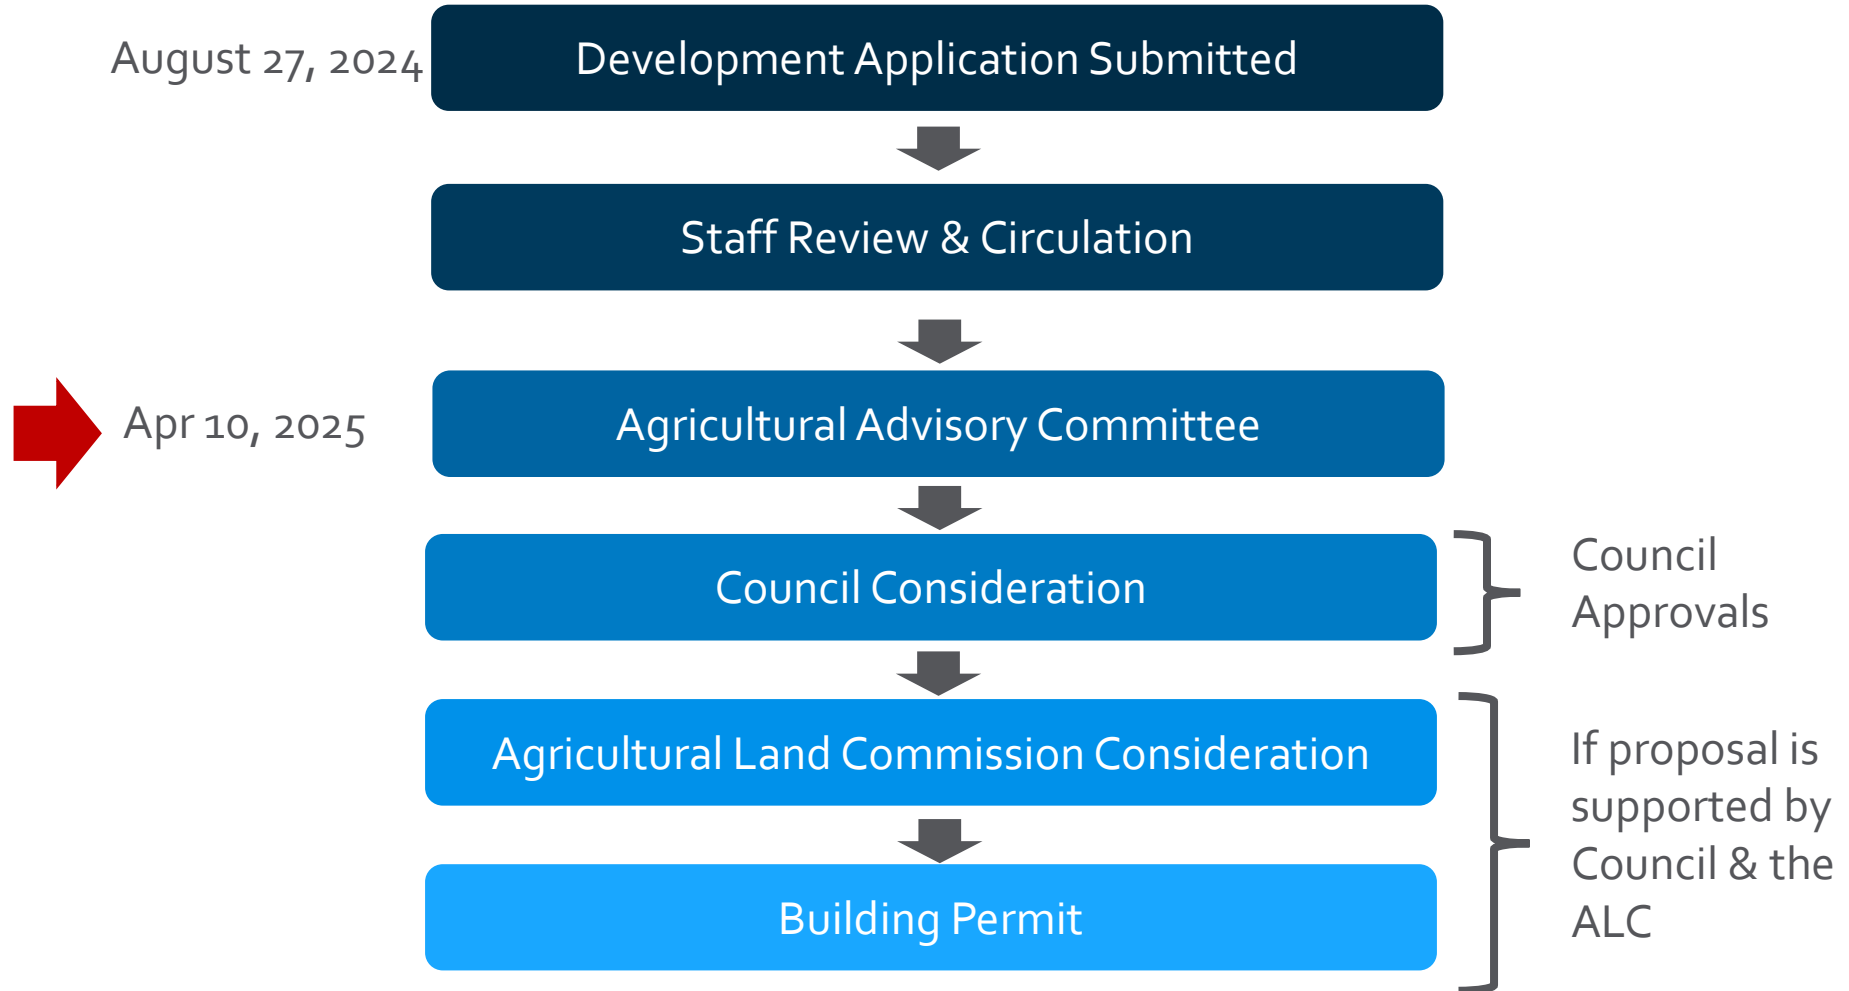 August 27, 2024
Development Application Submitted
Staff Review & Circulation
Apr 10, 2025
Agricultural Advisory Committee
Council Consideration
Council
Approvals
Agricultural Land Commission Consideration
If proposal is
supported by
Council & the
ALC
Building Permit